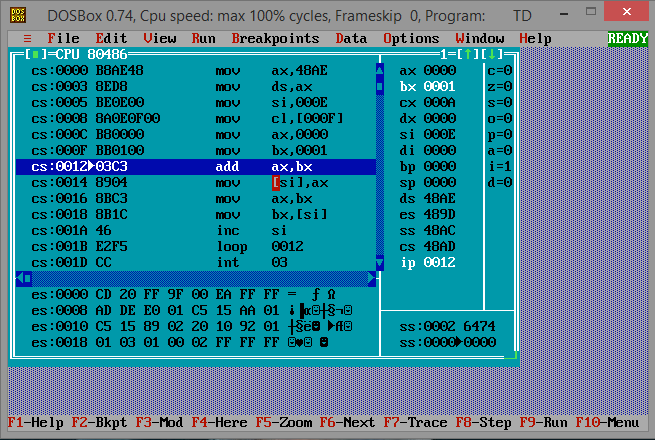 DOSBox 0.74, Cpu speed: max 100% cycles, Frameskip 0, Program: TD
≡ File Edit View Run Breakpoints Data Options Window Help READY
[■]=CPU 80486 1=[↑][↓]
cs:0000 B8AE48 mov ax,48AE ax 0000 c=0
cs:0003 8ED8 mov ds,ax bx 0001 z=0
cs:0005 BE0E00 mov si,000E cx 000A s=0
cs:0008 8A0E0F00 mov cl,[000F] dx 0000 o=0
cs:000C B80000 mov ax,0000 si 000E p=0
cs:000F BB0100 mov bx,0001 di 0000 a=0
cs:0012►03C3 add ax,bx bp 0000 i=1
cs:0014 8904 mov [si],ax sp 0000 d=0
cs:0016 8BC3 mov ax,bx ds 48AE
cs:0018 8B1C mov bx,[si] es 489D
cs:001A 46 inc si ss 48AC
cs:001B E2F5 loop 0012 cs 48AD
cs:001D CC int 03 ip 0012
es:0000 CD 20 FF 9F 00 EA FF FF = ƒ Ω
es:0008 AD DE E0 01 C5 15 AA 01
es:0010 C5 15 89 02 20 10 92 01 ss:0002 6474
es:0018 01 03 01 00 02 FF FF FF ss:0000►0000
F1-Help F2-Bkpt F3-Mod F4-Here F5-Zoom F6-Next F7-Trace F8-Step F9-Run F10-Menu